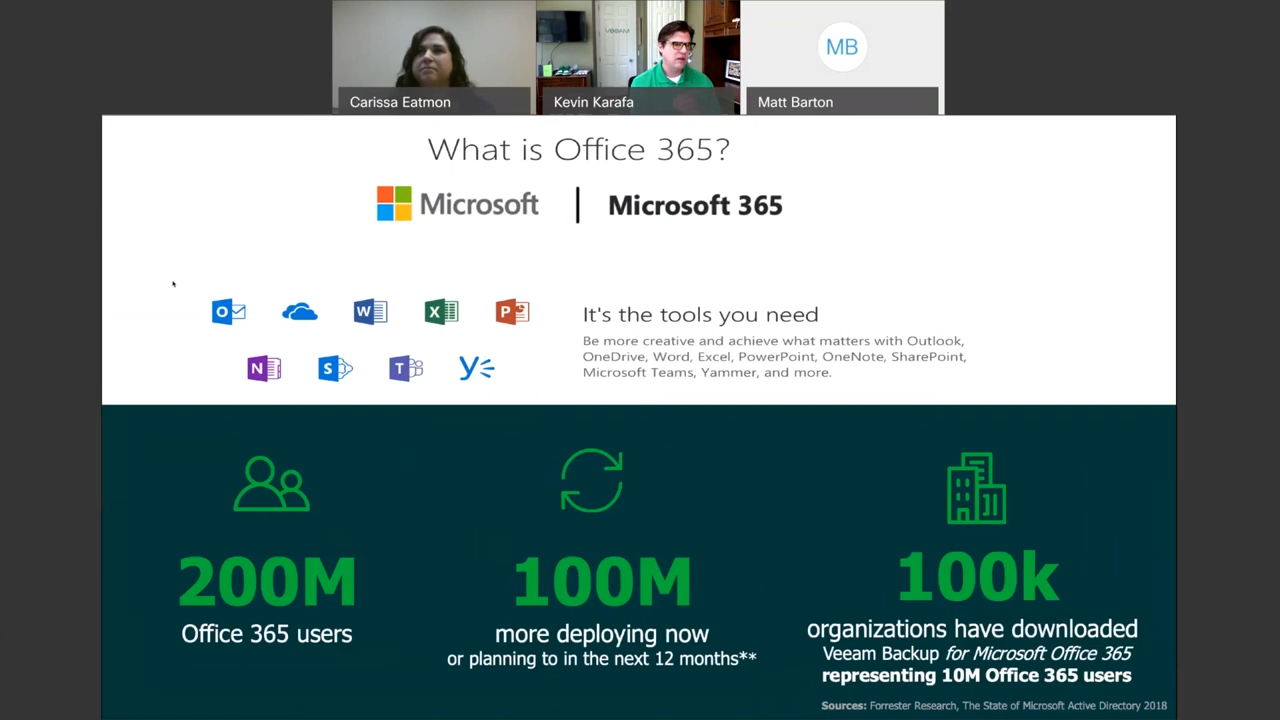 VEEAM
MB
Carissa Eatmon
Kevin Karafa
Matt Barton
What is Office 365?
Microsoft | Microsoft 365
O
W
X
P
N
S
T
It's the tools you need
Be more creative and achieve what matters with Outlook,
OneDrive, Word, Excel, PowerPoint, OneNote, SharePoint,
Microsoft Teams, Yammer, and more.
200M
Office 365 users
100M
more deploying now
or planning to in the next 12 months**
100k
organizations have downloaded
Veeam Backup for Microsoft Office 365
representing 10M Office 365 users
Sources: Forrester Research, The State of Microsoft Active Directory 2018